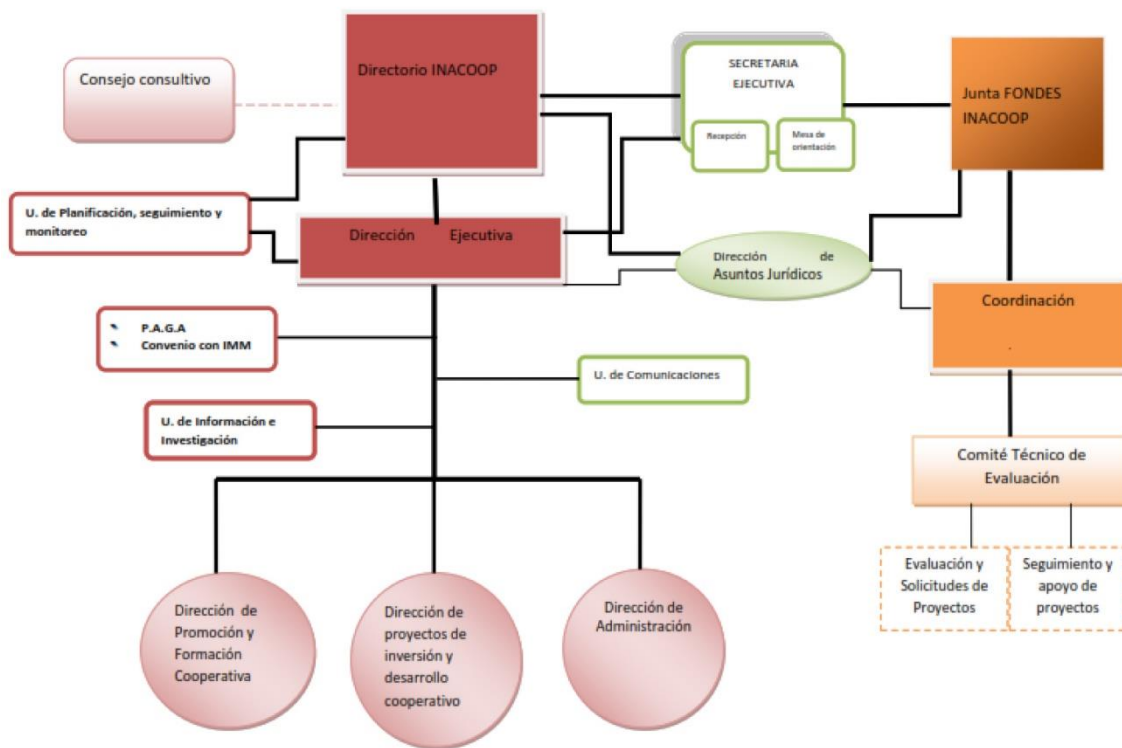 Consejo consultivo
Directorio INACOOP
SECRETARIA
EJECUTIVA
Recepción
Mesa de
orientación
Junta FONDES
INACOOP
U. de Planificación, seguimiento y
monitoreo
Dirección Ejecutiva
Dirección de
Asuntos Jurídicos
Coordinación
.
P.A.G.A
Convenio con IMM
U. de Comunicaciones
U. de Información e
Investigación
Comité Técnico de
Evaluación
Evaluación y
Solicitudes de
Proyectos
Seguimiento y
apoyo de
proyectos
Dirección de
Promoción y
Formación
Cooperativa
Dirección de
proyectos de
inversión y
desarrollo
cooperativo
Dirección de
Administración